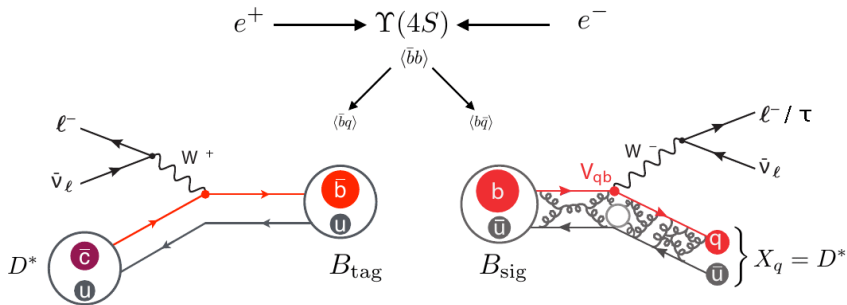 e⁺ → Υ(4S) ← e⁻
⟨b̄b⟩
⟨b̄q⟩ ⟨bq̄⟩
ℓ⁻ W⁺ ν̄ℓ
W⁻ ℓ⁻ / τ ν̄ℓ
b̄ u
b ū V_qb
D* c̄ u
B_tag B_sig
q ū X_q = D*